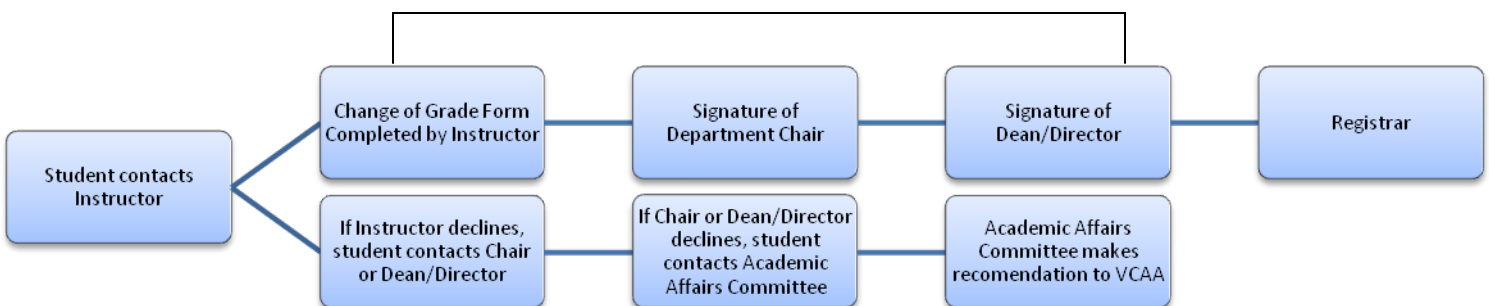 Student contacts
Instructor
Change of Grade Form
Completed by Instructor
Signature of
Department Chair
Signature of
Dean/Director
Registrar
If Instructor declines,
student contacts Chair
or Dean/Director
If Chair or Dean/Director
declines, student
contacts Academic
Affairs Committee
Academic Affairs
Committee makes
recomendation to VCAA